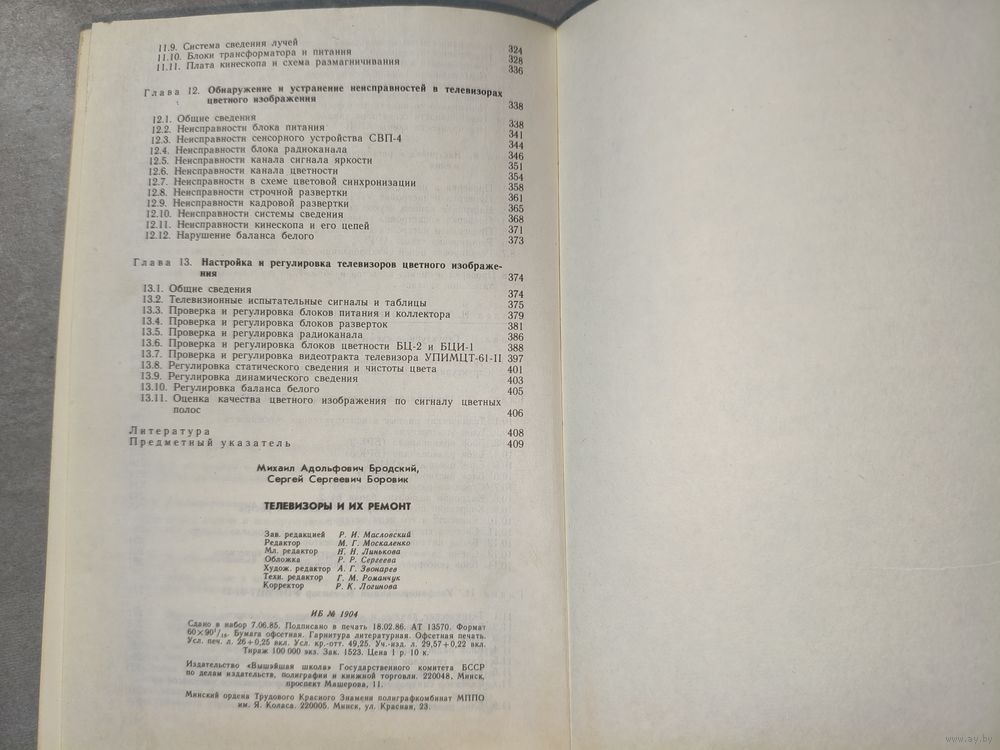 11.9. Система сведения лучей 324
11.10. Блоки трансформатора и питания 328
11.11. Плата кинескопа и схема размагничивания 336
Глава 12. Обнаружение и устранение неисправностей в телевизорах
цветного изображения 338
12.1. Общие сведения 338
12.2. Неисправности блока питания 341
12.3. Неисправности сенсорного устройства СВП-4 344
12.4. Неисправности блока радиоканала 346
12.5. Неисправности канала сигнала яркости 351
12.6. Неисправности канала цветности 354
12.7. Неисправности в схеме цветовой синхронизации 358
12.8. Неисправности строчной развертки 361
12.9. Неисправности кадровой развертки 365
12.10. Неисправности системы сведения 368
12.11. Неисправности кинескопа и его цепей 371
12.12. Нарушение баланса белого 373
Глава 13. Настройка и регулировка телевизоров цветного изображе-
ния 374
13.1. Общие сведения 374
13.2. Телевизионные испытательные сигналы и таблицы 375
13.3. Проверка и регулировка блоков питания и коллектора 379
13.4. Проверка и регулировка блоков разверток 381
13.5. Проверка и регулировка радиоканала 386
13.6. Проверка и регулировка блоков цветности БЦ-2 и БЦИ-1 388
13.7. Проверка и регулировка видеотракта телевизора УПИМЦТ-61-II 397
13.8. Регулировка статического сведения и чистоты цвета 401
13.9. Регулировка динамического сведения 403
13.10. Регулировка баланса белого 405
13.11. Оценка качества цветного изображения по сигналу цветных
полос 406
Литература 408
Предметный указатель 409
Михаил Адольфович Бродский,
Сергей Сергеевич Боровик
ТЕЛЕВИЗОРЫ И ИХ РЕМОНТ
Зав. редакцией Р. И. Масловский
Редактор М. Г. Москаленко
Мл. редактор Н. Н. Линькова
Обложка Р. Р. Сергеева
Худож. редактор А. Г. Звонарев
Техн. редактор Г. М. Романчук
Корректор Р. К. Логинова
ИБ № 1904
Сдано в набор 7.06.85. Подписано в печать 18.02.86. АТ 13570. Формат
60×90¹/₁₆. Бумага офсетная. Гарнитура литературная. Офсетная печать.
Усл. печ. л. 26+0,25 вкл. Усл. кр.-отт. 49,25. Уч.-изд. л. 29,57+0,22 вкл.
Тираж 100 000 экз. Зак. 1523. Цена 1 р. 10 к.
Издательство «Вышэйшая школа» Государственного комитета БССР
по делам издательств, полиграфии и книжной торговли. 220048. Минск,
проспект Машерова, 11.
Минский ордена Трудового Красного Знамени полиграфкомбинат МППО
им. Я. Коласа. 220005. Минск, ул. Красная, 23.
www.ay.by